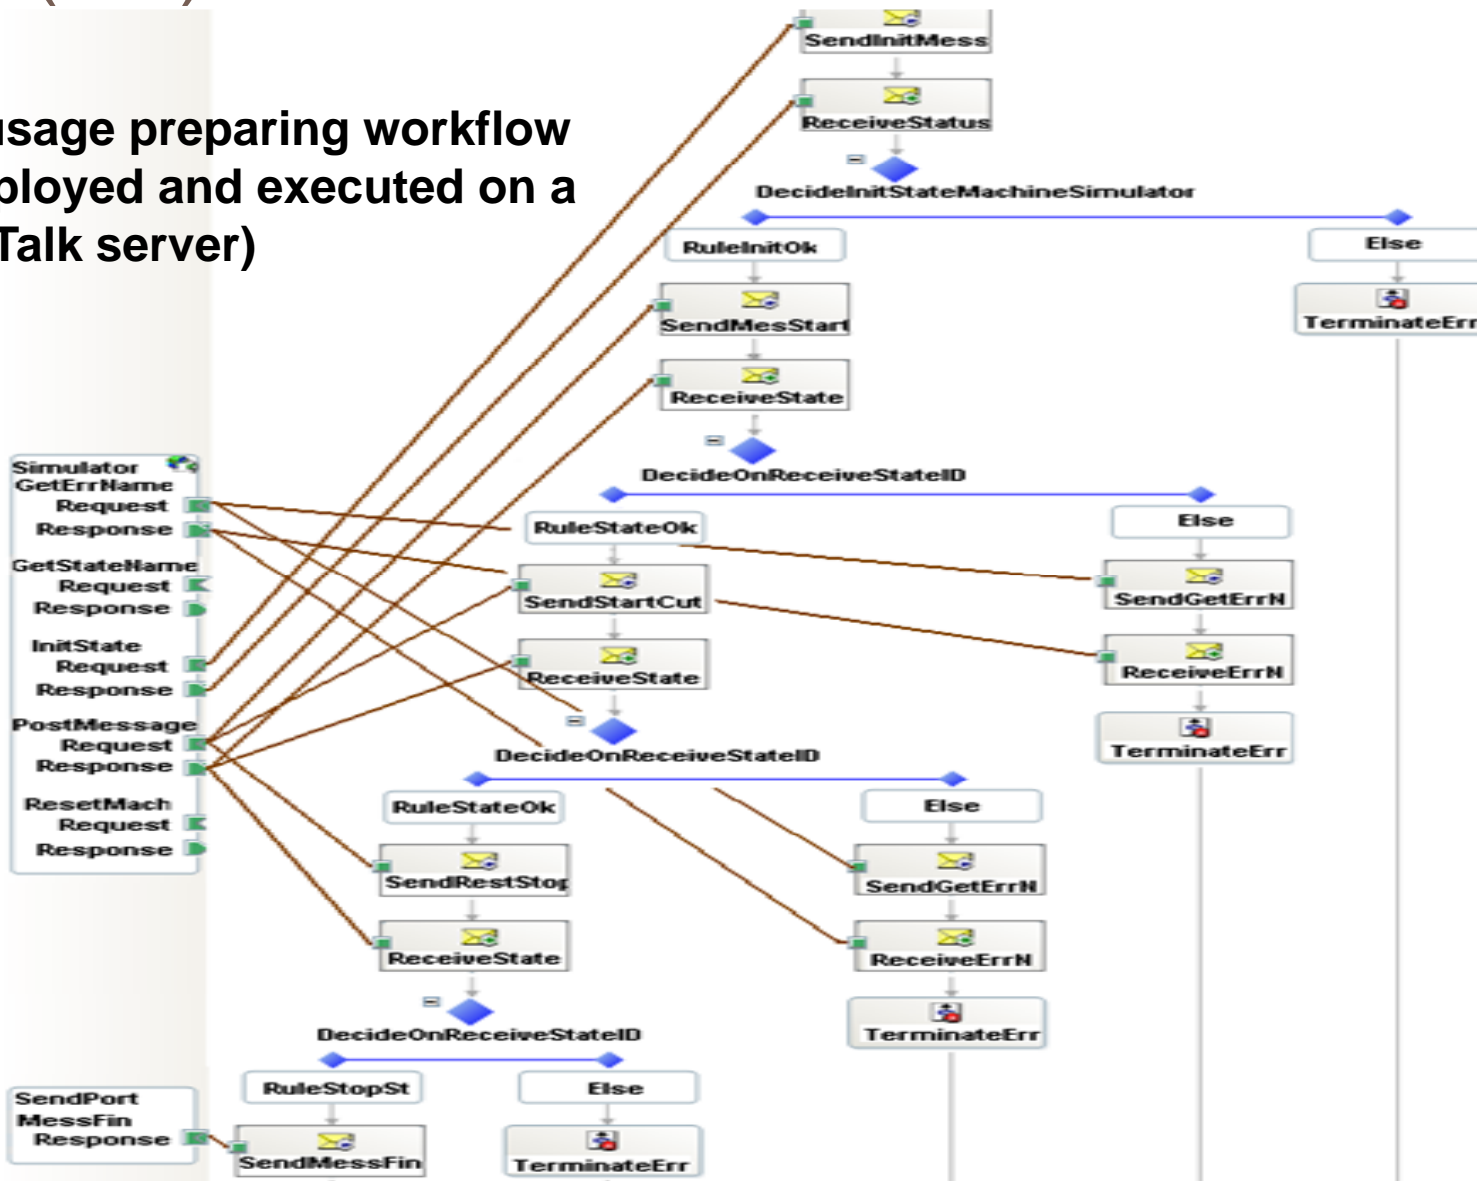 usage preparing workflow
ployed and executed on a
Talk server)
SendInitMess
ReceiveStatus
DecideInitStateMachineSimulator
RuleInitOk
Else
SendMesStart
TerminateErr
ReceiveState
DecideOnReceiveStateID
RuleStateOk
Else
SendStartCut
SendGetErrN
ReceiveState
ReceiveErrN
DecideOnReceiveStateID
TerminateErr
RuleStateOk
Else
SendRestStop
SendGetErrN
ReceiveState
ReceiveErrN
DecideOnReceiveStateID
TerminateErr
RuleStopSt
Else
SendMessFin
TerminateErr
Simulator
GetErrName
Request
Response
GetStateName
Request
Response
InitState
Request
Response
PostMessage
Request
Response
ResetMach
Request
Response
SendPort
MessFin
Response